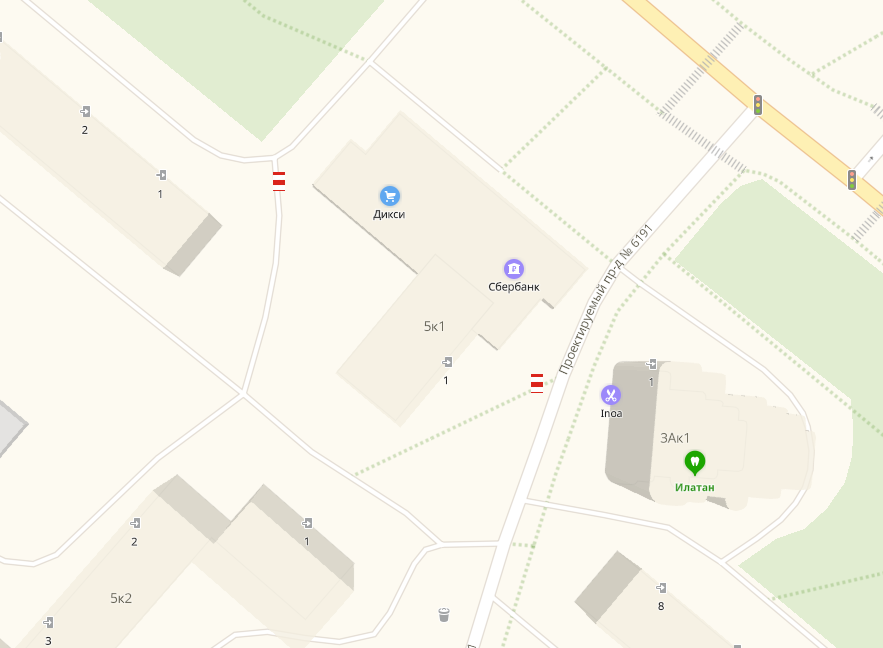 2
1
Дикси
Проектируемый пр-д № 6191
Сбербанк
5к1
1
1
Inoa
3Ак1
Илатан
2
1
5к2
8
3